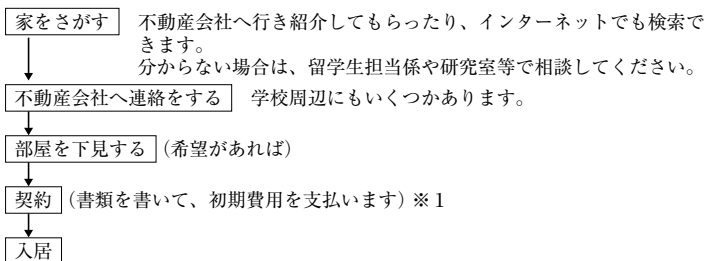 家をさがす 不動産会社へ行き紹介してもらったり、インターネットでも検索で
きます。
分からない場合は、留学生担当係や研究室等で相談してください。
不動産会社へ連絡をする 学校周辺にもいくつかあります。
部屋を下見する (希望があれば)
契約 (書類を書いて、初期費用を支払います) ※1
入居